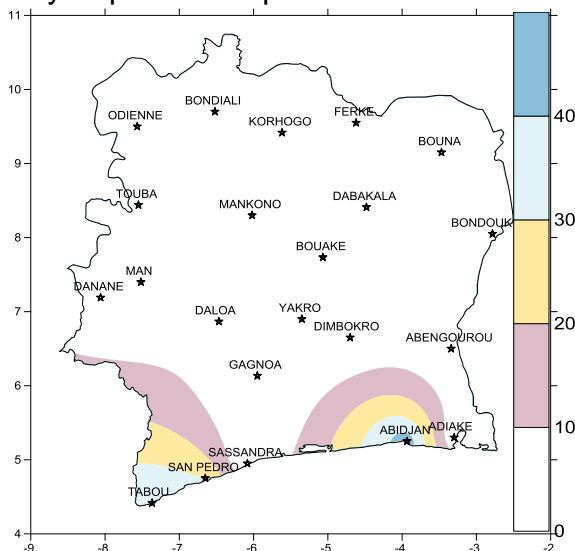 11
10
9
8
7
6
5
4
-8
-7
-6
-5
-4
-3
-2
BONDIALI
ODIENNE
KORHOGO
FERKE
BOUNA
TOUBA
MANKONO
DABAKALA
BONDOUK
BOUAKE
MAN
DANANE
DALOA
YAKRO
DIMBOKRO
ABENGOUROU
GAGNOA
ABIDJAN
ADIAKE
SASSANDRA
SAN PEDRO
TABOU
40
30
20
10
0